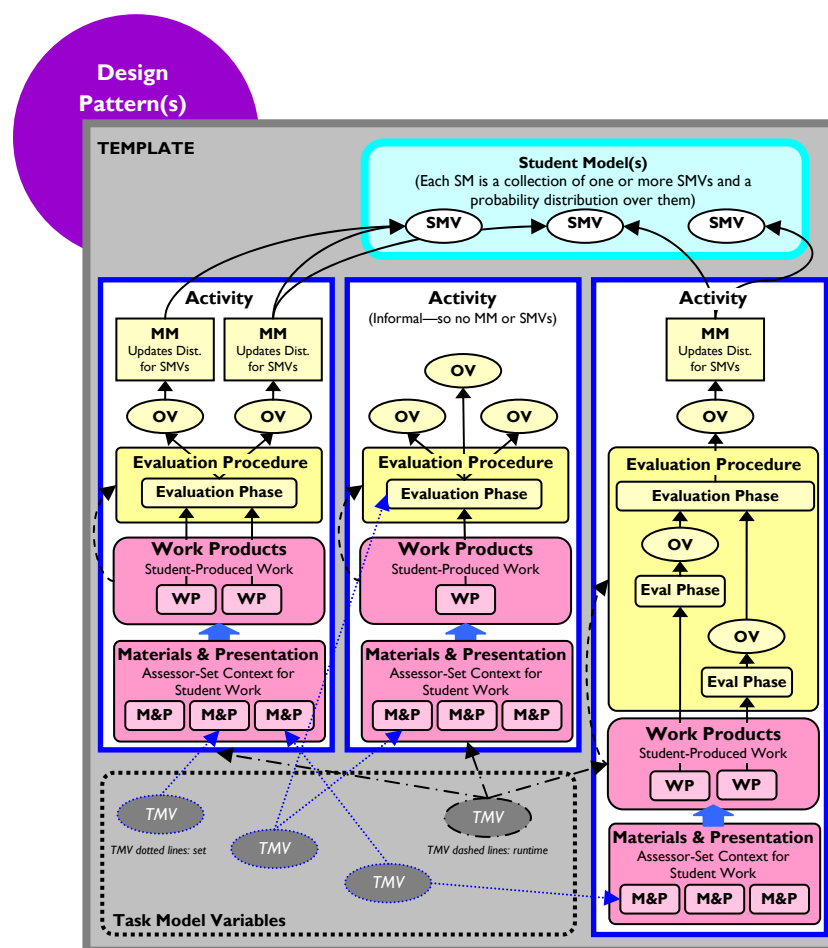 Design
Pattern(s)
TEMPLATE
Student Model(s)
(Each SM is a collection of one or more SMVs and a
probability distribution over them)
SMV
SMV
SMV
Activity
MM
Updates Dist.
for SMVs
MM
Updates Dist.
for SMVs
OV
OV
Evaluation Procedure
Evaluation Phase
Work Products
Student-Produced Work
WP
WP
Materials & Presentation
Assessor-Set Context for
Student Work
M&P
M&P
M&P
Activity
(Informal—so no MM or SMVs)
OV
OV
OV
Evaluation Procedure
Evaluation Phase
Work Products
Student-Produced Work
WP
Materials & Presentation
Assessor-Set Context for
Student Work
M&P
M&P
M&P
Activity
MM
Updates Dist.
for SMVs
OV
Evaluation Procedure
Evaluation Phase
OV
Eval Phase
OV
Eval Phase
Work Products
Student-Produced Work
WP
WP
Materials & Presentation
Assessor-Set Context for
Student Work
M&P
M&P
M&P
TMV
TMV
TMV dotted lines: set
TMV
TMV dashed lines: runtime
TMV
Task Model Variables